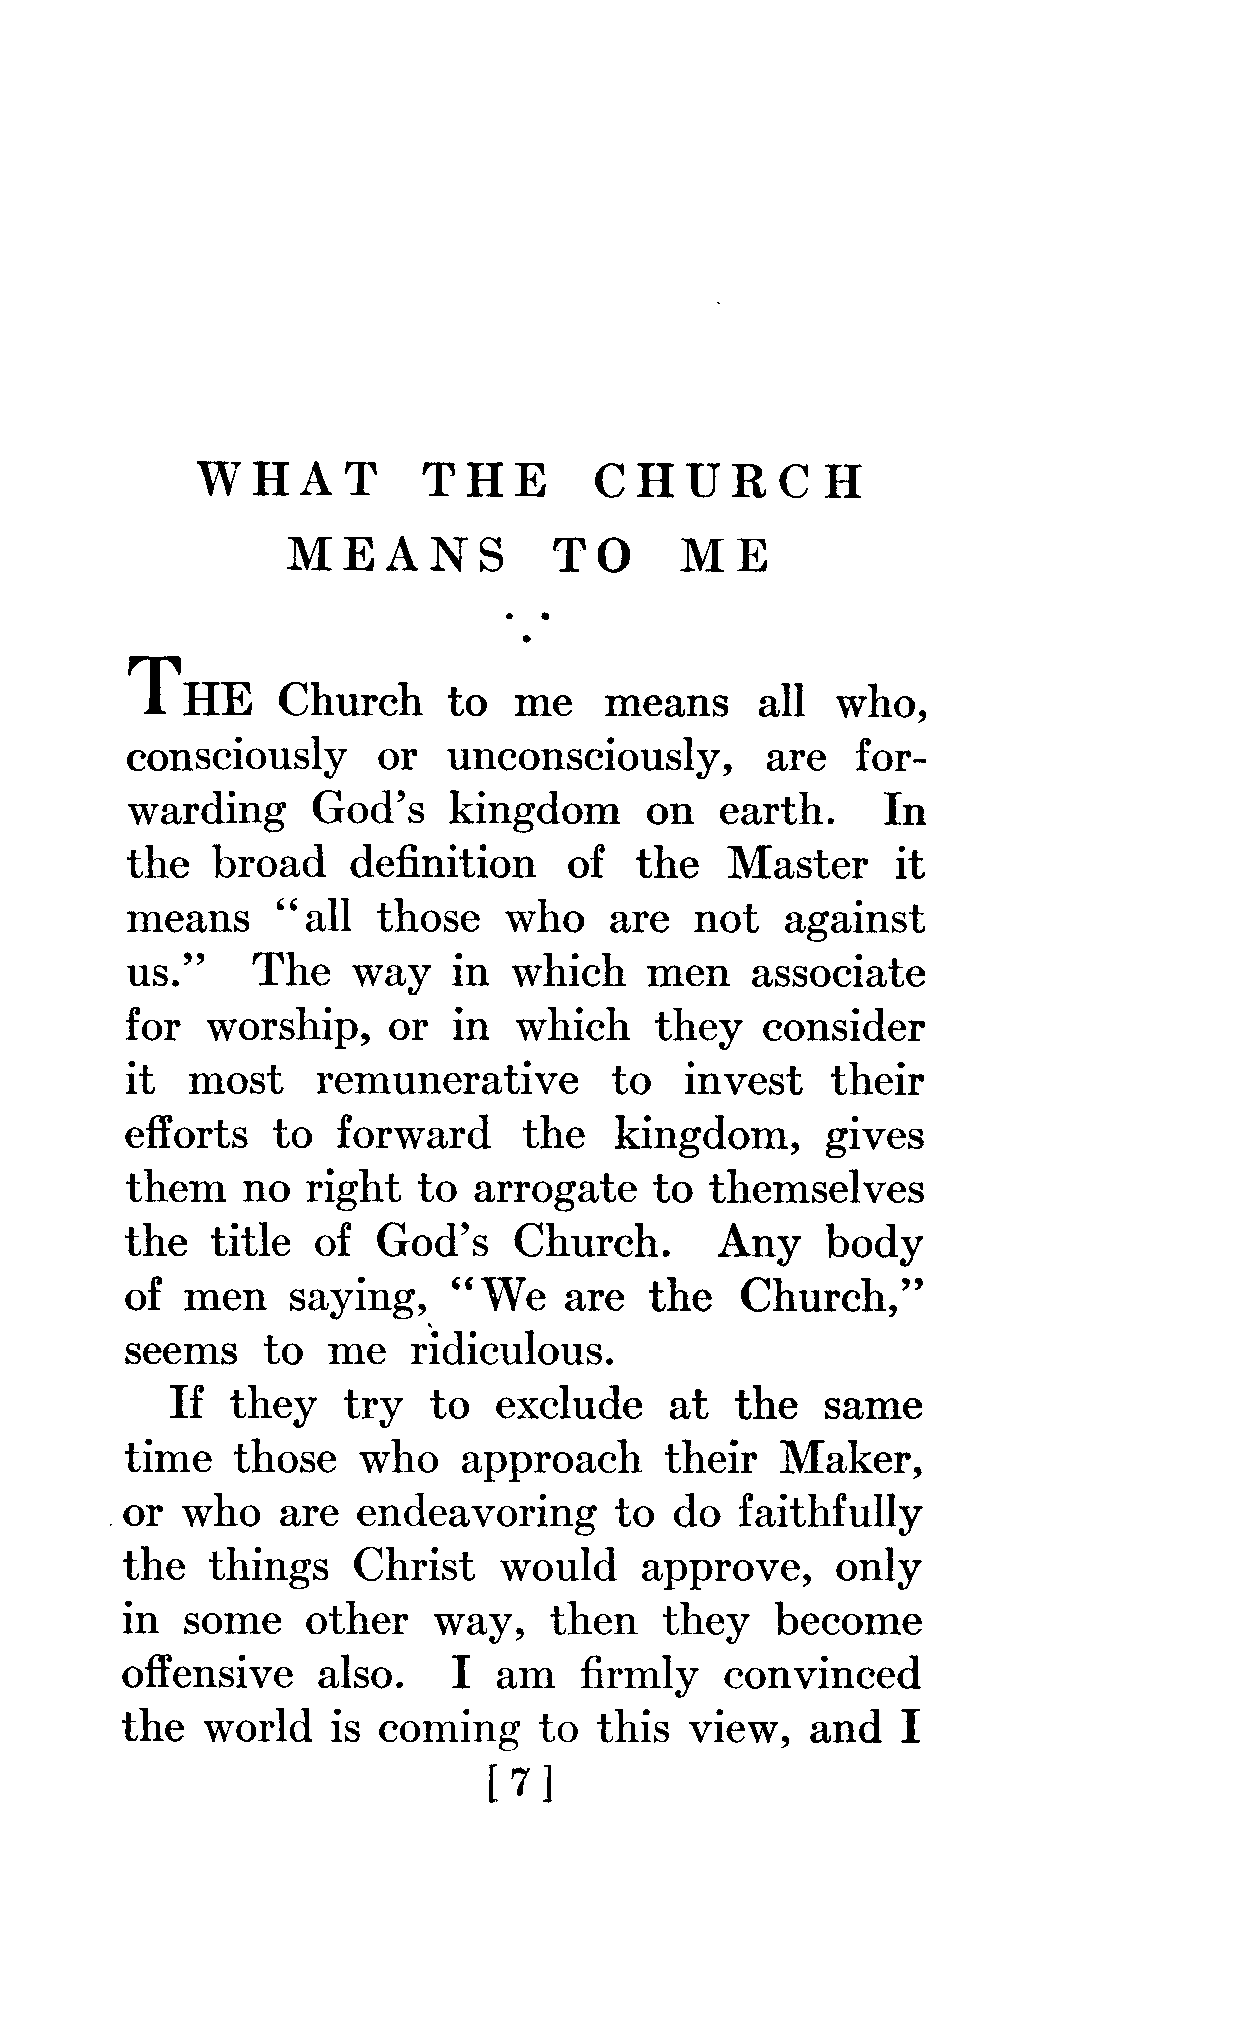 WHAT THE CHURCH
MEANS TO ME
THE Church to me means all who,
consciously or unconsciously, are for-
warding God's kingdom on earth. In
the broad definition of the Master it
means "all those who are not against
us." The way in which men associate
for worship, or in which they consider
it most remunerative to invest their
efforts to forward the kingdom, gives
them no right to arrogate to themselves
the title of God's Church. Any body
of men saying, "We are the Church,"
seems to me ridiculous.
If they try to exclude at the same
time those who approach their Maker,
or who are endeavoring to do faithfully
the things Christ would approve, only
in some other way, then they become
offensive also. I am firmly convinced
the world is coming to this view, and I
[7]